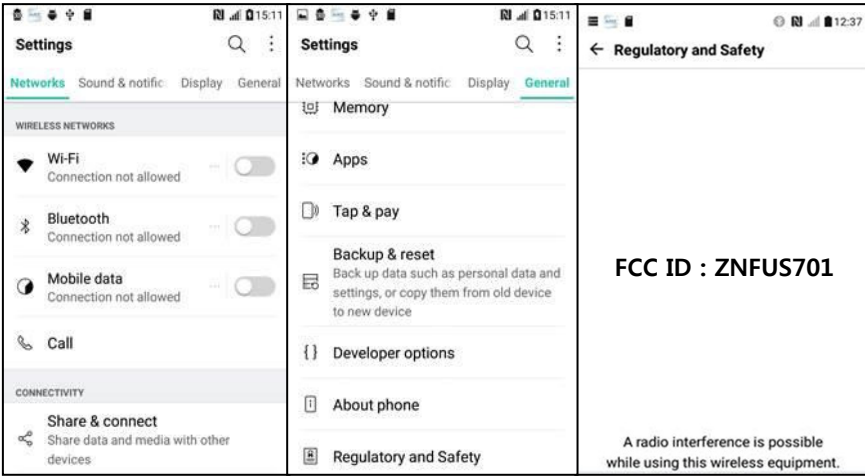 15:11
Settings
Networks Sound & notific Display General
WIRELESS NETWORKS
Wi-Fi
Connection not allowed
Bluetooth
Connection not allowed
Mobile data
Connection not allowed
Call
CONNECTIVITY
Share & connect
Share data and media with other
devices
15:11
Settings
Networks Sound & notific Display General
Memory
Apps
Tap & pay
Backup & reset
Back up data such as personal data and
settings, or copy them from old device
to new device
{ } Developer options
About phone
Regulatory and Safety
12:37
← Regulatory and Safety
FCC ID : ZNFUS701
A radio interference is possible
while using this wireless equipment.